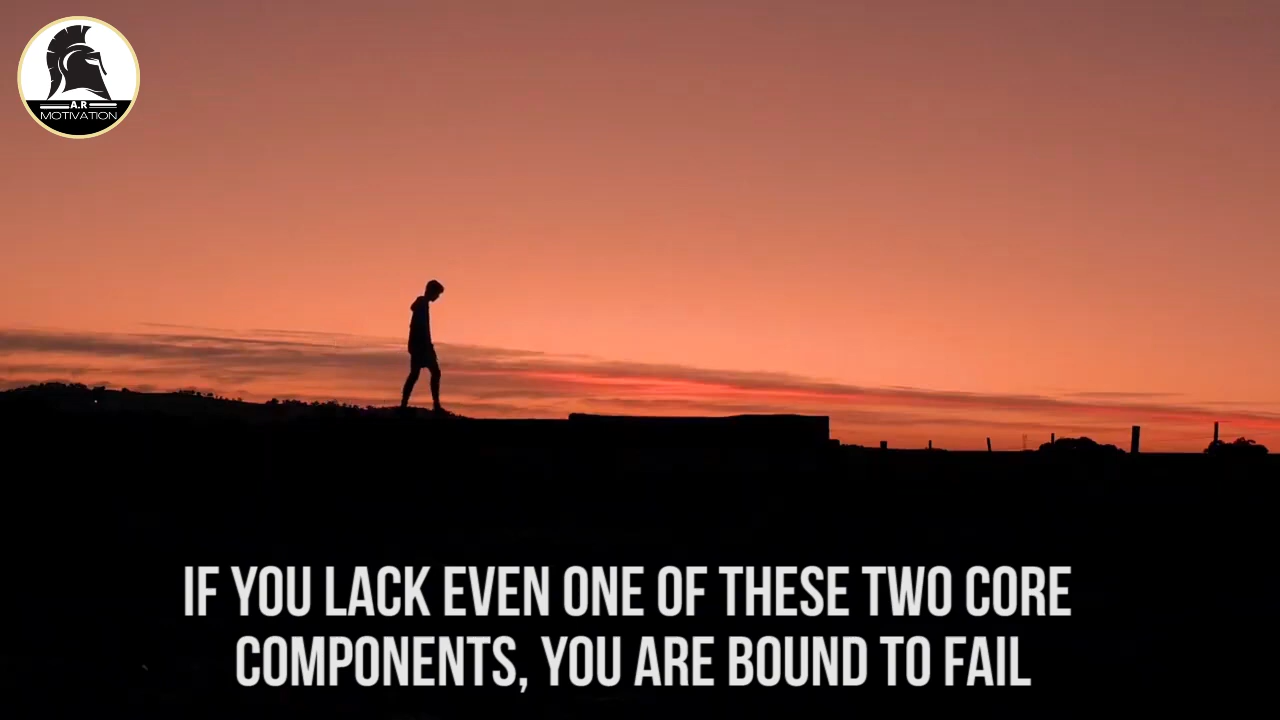 A.R
MOTIVATION
IF YOU LACK EVEN ONE OF THESE TWO CORE
COMPONENTS, YOU ARE BOUND TO FAIL